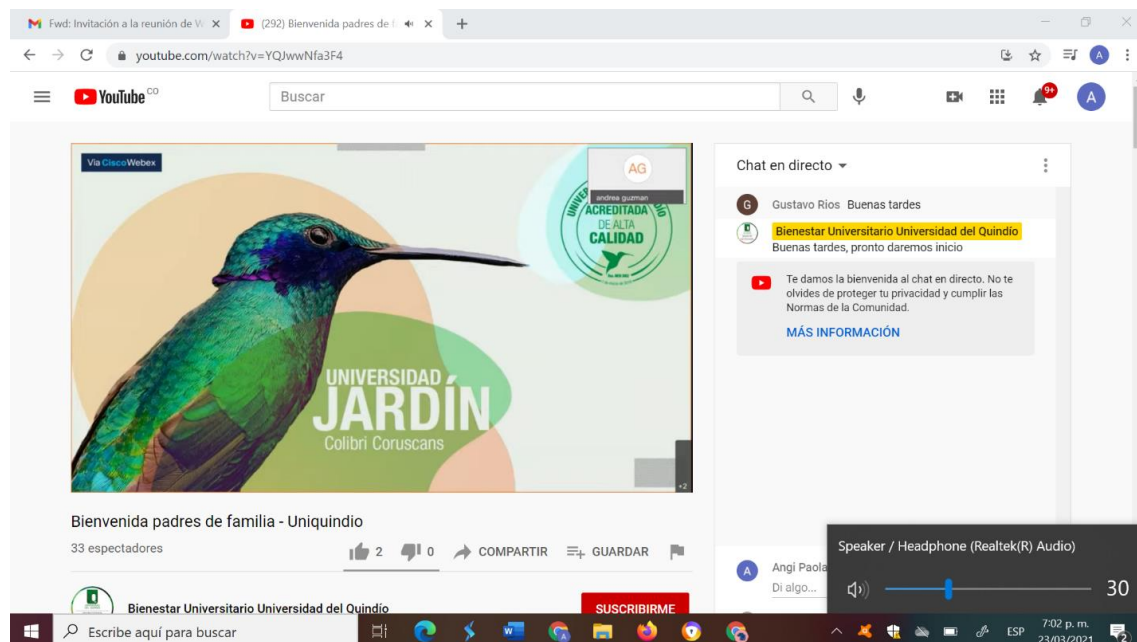 Fwd: Invitación a la reunión de W
(292) Bienvenida padres de f
youtube.com/watch?v=YQJwwNfa3F4
A
YouTube CO
Buscar
9+
A
Via Cisco Webex
AG
andrea guzman
ACREDITADA
DE ALTA
CALIDAD
UNIVERSIDAD
JARDÍN
Colibri Coruscans
+2
Bienvenida padres de familia - Uniquindio
33 espectadores
2
0
COMPARTIR
GUARDAR
Bienestar Universitario Universidad del Quindío
SUSCRIBIRME
Chat en directo
G
Gustavo Rios Buenas tardes
Bienestar Universitario Universidad del Quindío
Buenas tardes, pronto daremos inicio
Te damos la bienvenida al chat en directo. No te
olvides de proteger tu privacidad y cumplir las
Normas de la Comunidad.
MÁS INFORMACIÓN
A
Angi Paola
Di algo...
Speaker / Headphone (Realtek(R) Audio)
30
Escribe aquí para buscar
ESP
7:02 p. m.
23/03/2021